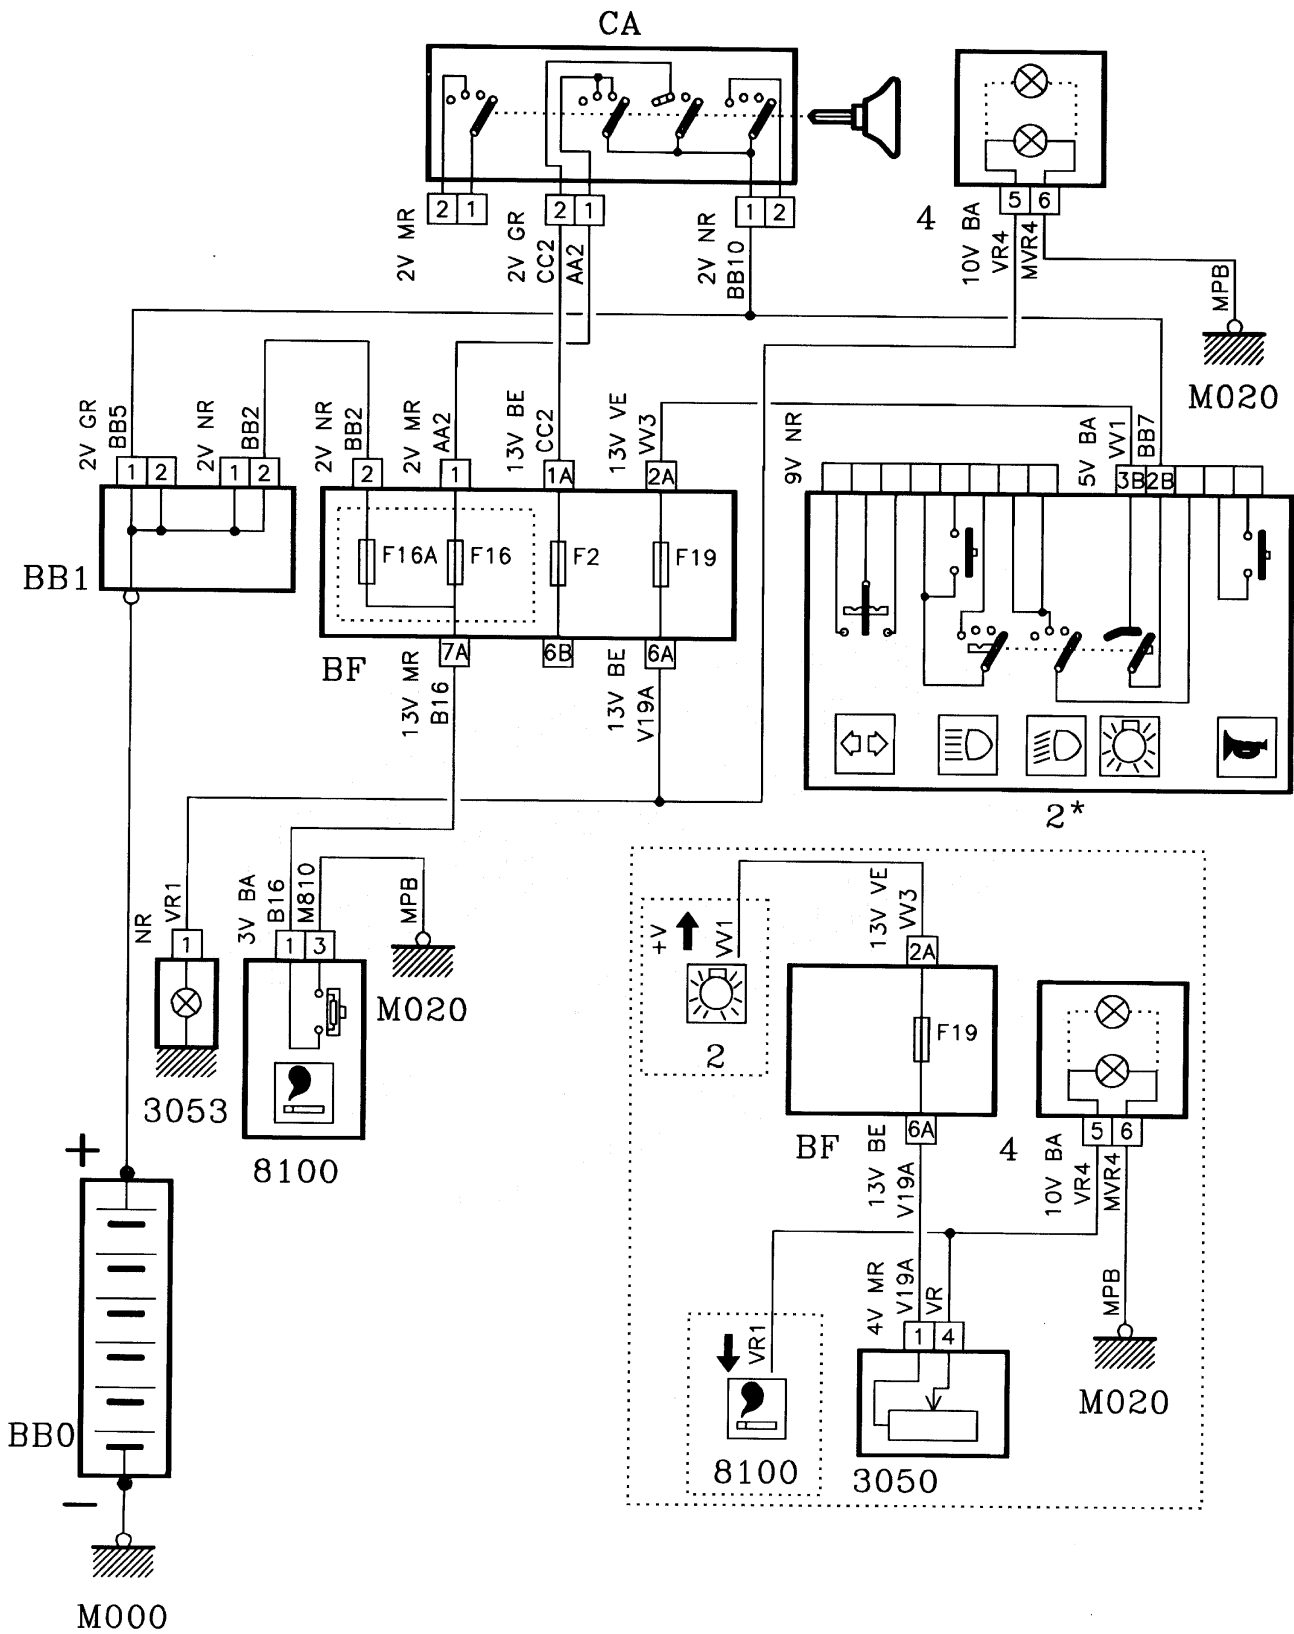 CA
2 1
2 1
1 2
2V MR
2V GR
CC2
AA2
2V NR
BB10
5 6
4
10V BA
VR4
MVR4
MPB
M020
2V GR
BB5
2V NR
BB2
2V NR
BB2
2V MR
AA2
13V BE
CC2
13V VE
VV3
9V NR
5V BA
VV1
BB7
1 2
1 2
2
1
1A
2A
3B 2B
BB1
F16A
F16
F2
F19
BF
7A
6B
6A
13V MR
B16
13V BE
V19A
2*
NR
VR1
3V BA
B16
M810
MPB
1
1 3
M020
3053
8100
+
BB0
–
M000
+V
VV1
2
13V VE
VV3
2A
F19
BF
6A
13V BE
V19A
4
5 6
10V BA
VR4
MVR4
4V MR
V19A
VR
MPB
1 4
VR1
M020
8100
3050